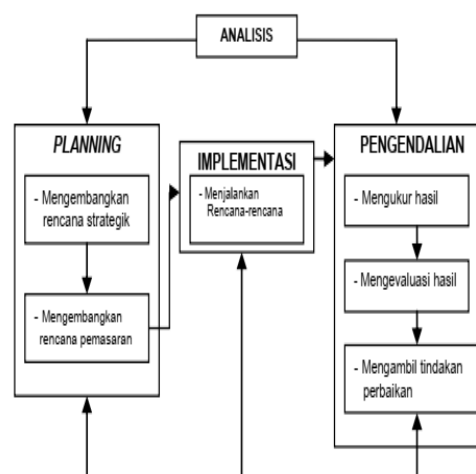 ANALISIS
PLANNING
- Mengembangkan
rencana strategik
- Mengembangkan
rencana pemasaran
IMPLEMENTASI
- Menjalankan
Rencana-rencana
PENGENDALIAN
- Mengukur hasil
- Mengevaluasi hasil
- Mengambil tindakan
perbaikan